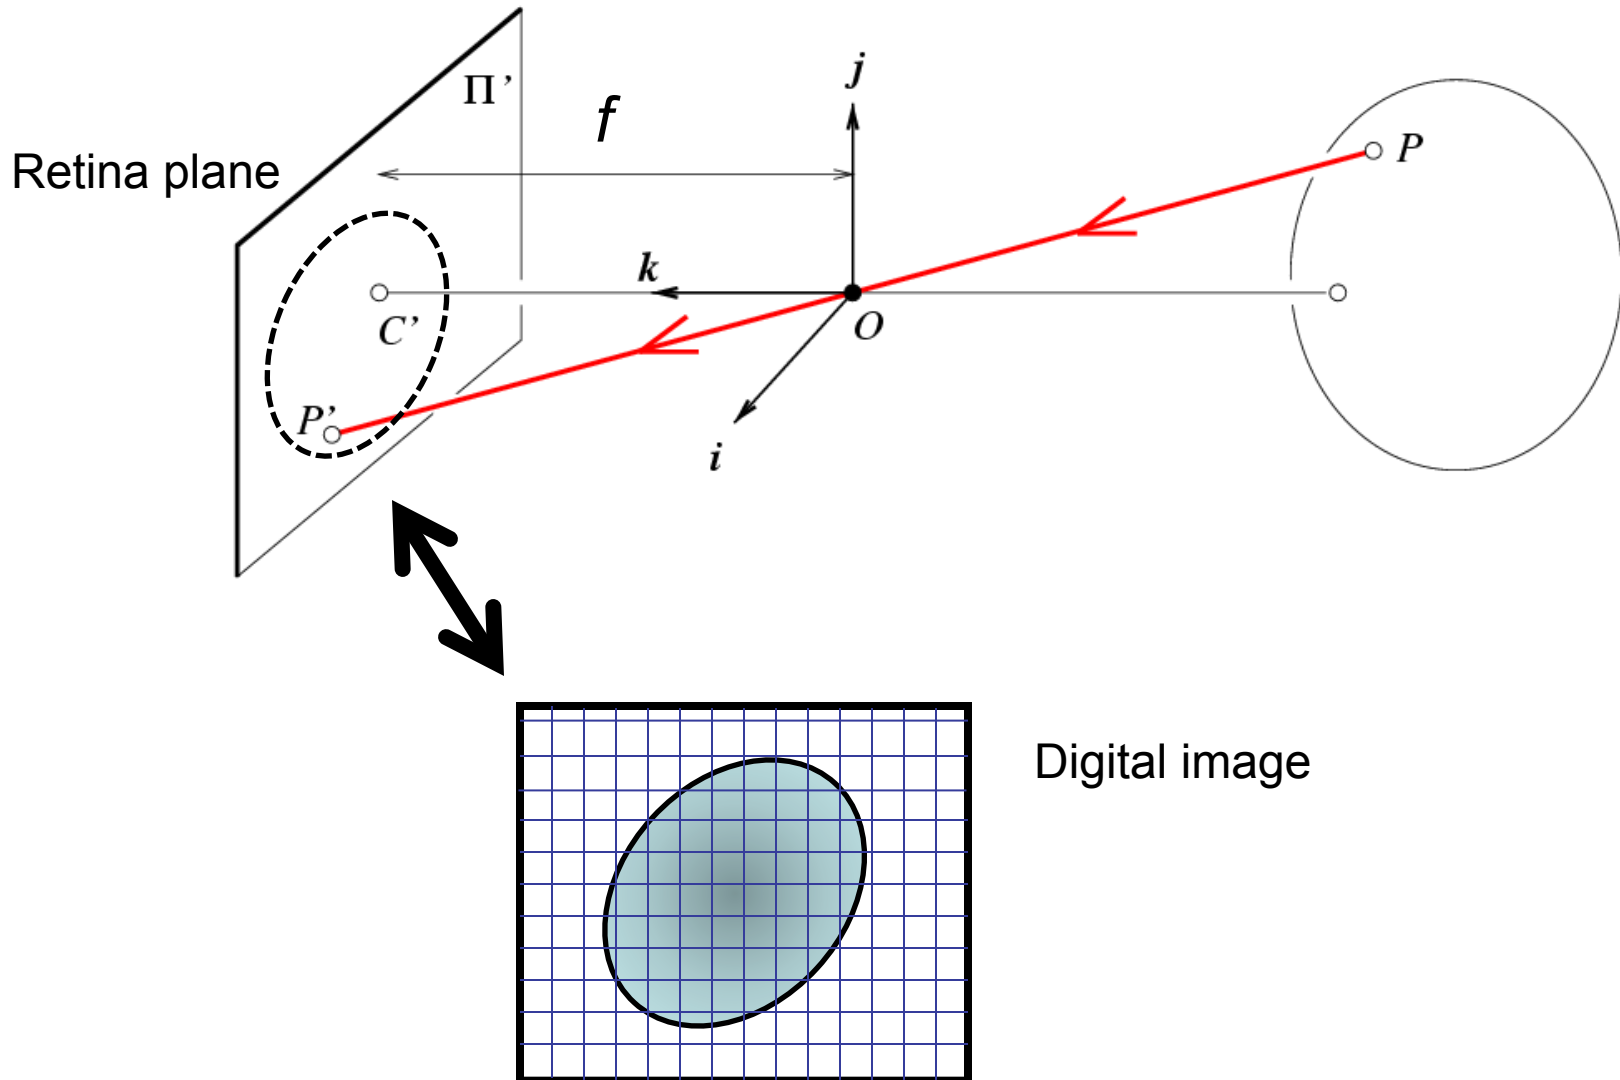 Π’
f
j
Retina plane
P
k
C’
O
P’
i
Digital image